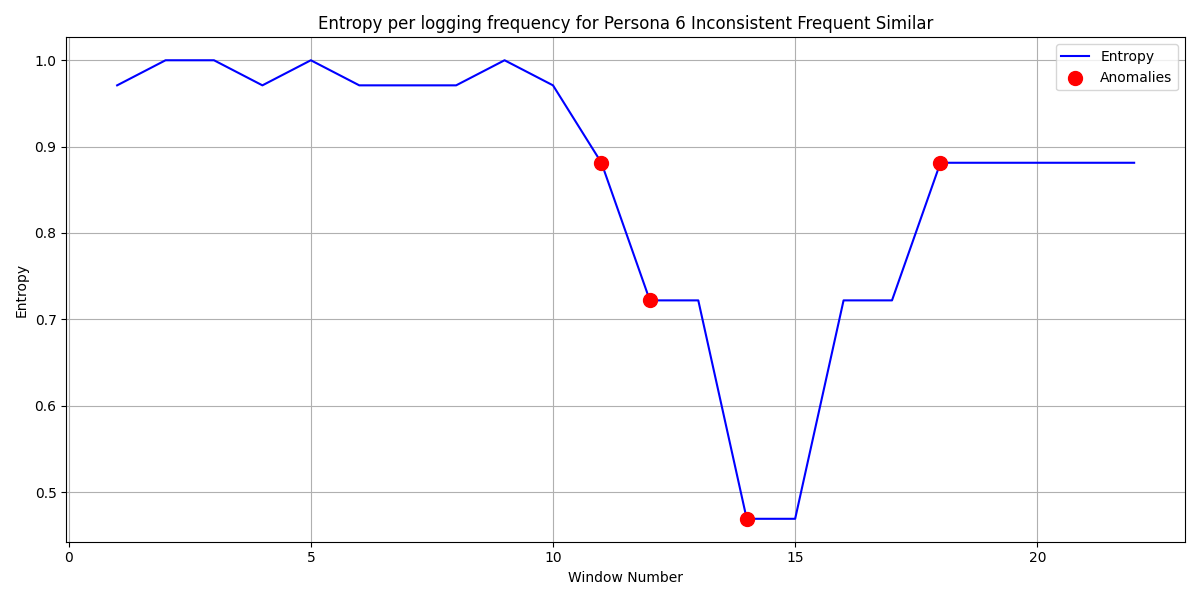 Entropy per logging frequency for Persona 6 Inconsistent Frequent Similar
Entropy
Anomalies
1.0
0.9
0.8
0.7
0.6
0.5
Entropy
0
5
10
15
20
Window Number